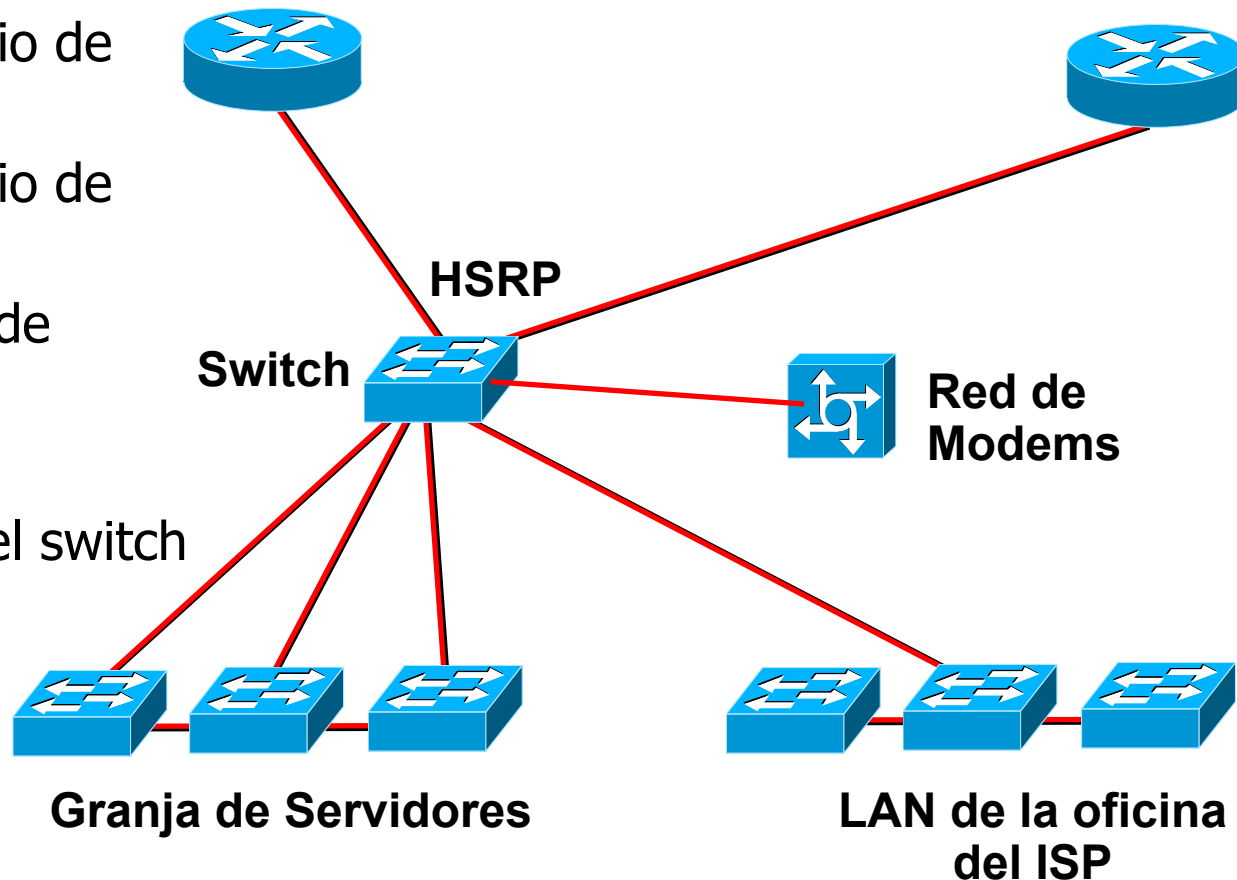 io de
io de
HSRP
de
Switch
Red de
Modems
el switch
Granja de Servidores
LAN de la oficina
del ISP